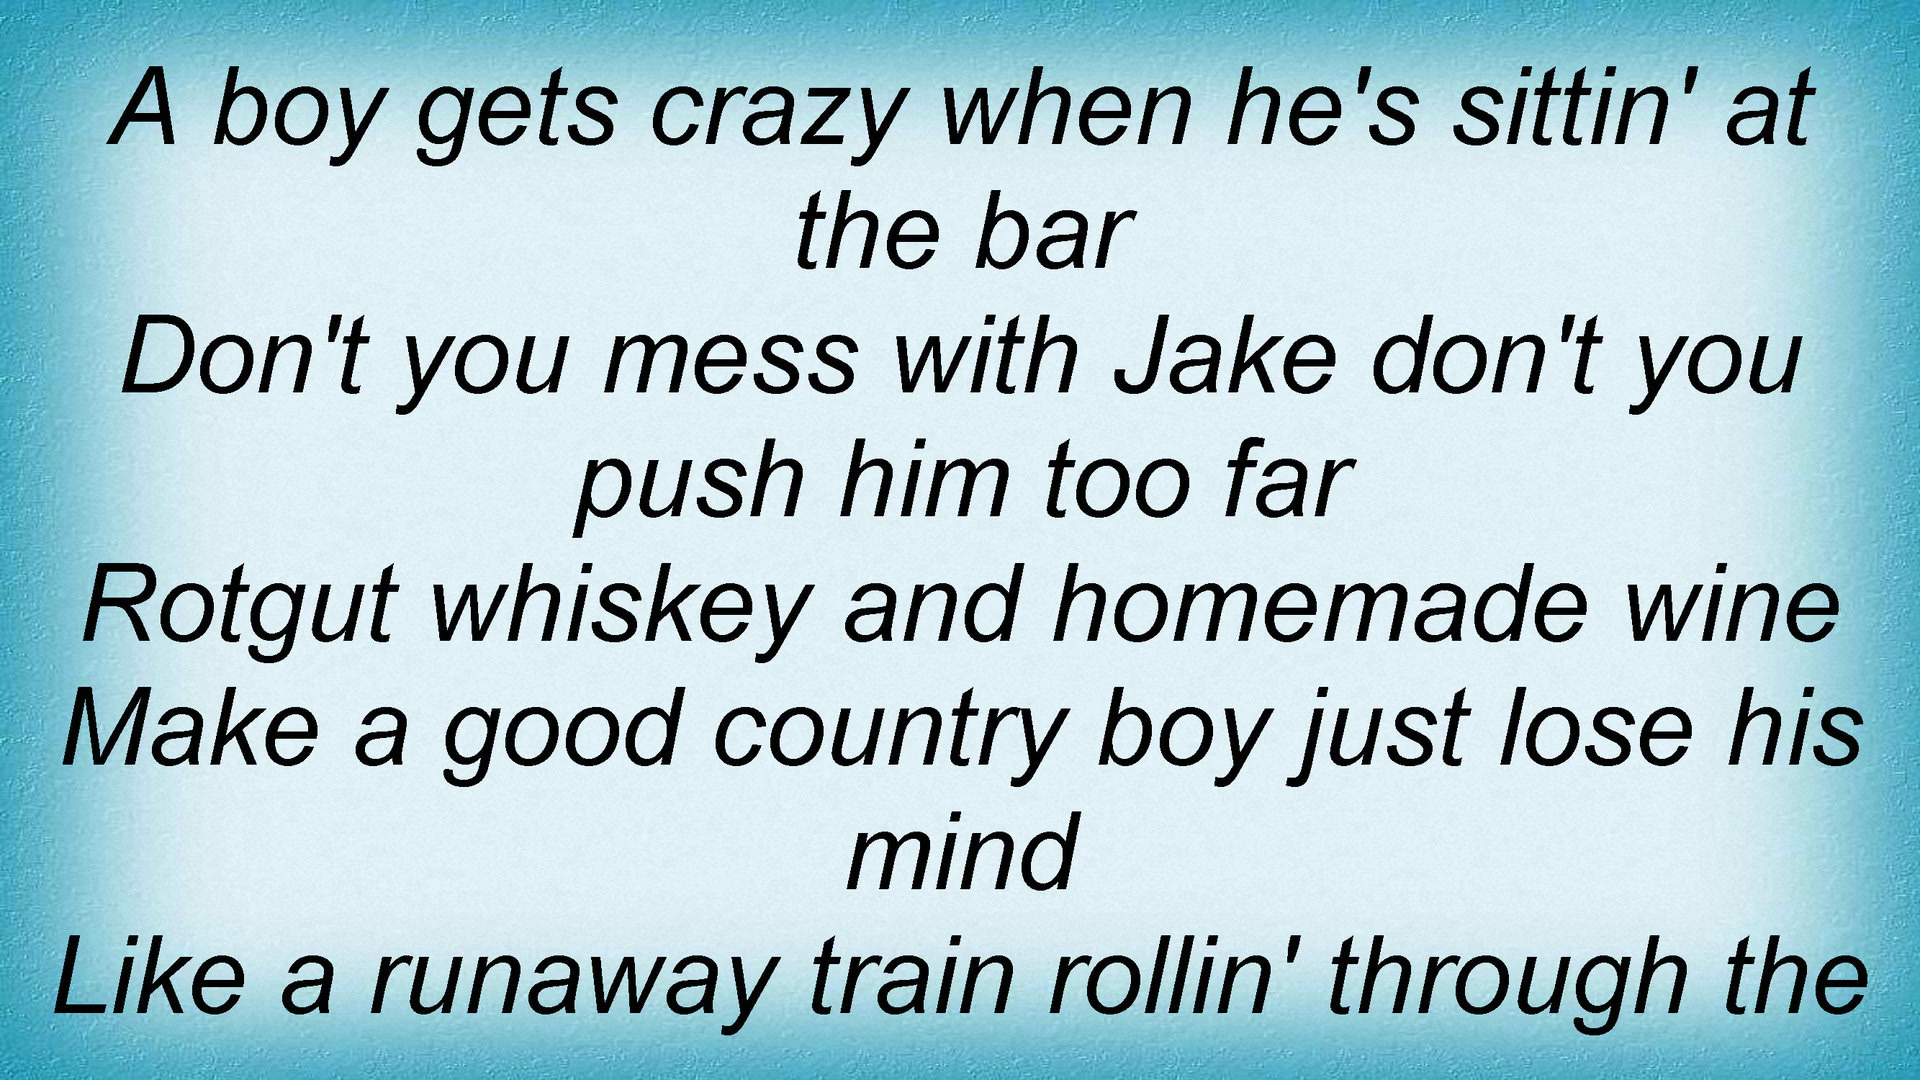 A boy gets crazy when he's sittin' at
the bar
Don't you mess with Jake don't you
push him too far
Rotgut whiskey and homemade wine
Make a good country boy just lose his
mind
Like a runaway train rollin' through the